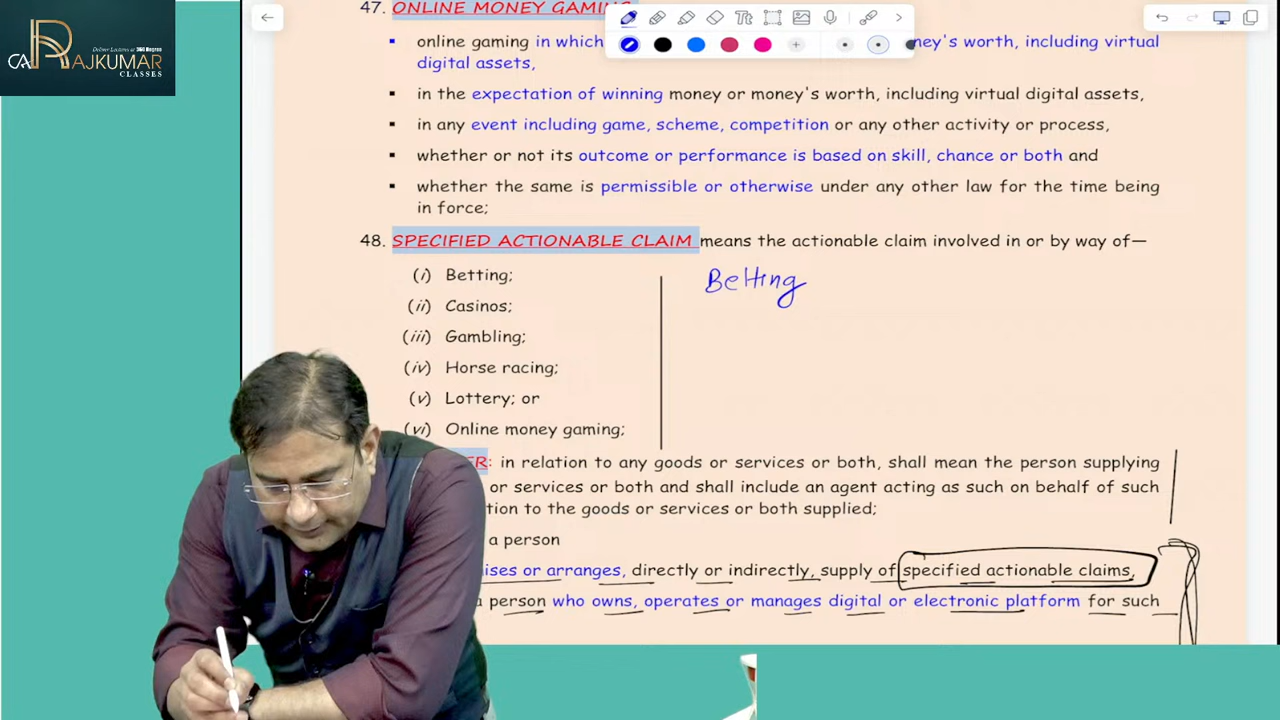 Deliver Lectures at 360 Degree
CA RAJKUMAR
CLASSES
47. ONLINE MONEY GAMING
Tt
▪ online gaming in which ney's worth, including virtual
digital assets,
▪ in the expectation of winning money or money's worth, including virtual digital assets,
▪ in any event including game, scheme, competition or any other activity or process,
▪ whether or not its outcome or performance is based on skill, chance or both and
▪ whether the same is permissible or otherwise under any other law for the time being
in force;
48. SPECIFIED ACTIONABLE CLAIM means the actionable claim involved in or by way of—
(i) Betting;
Betting
(ii) Casinos;
(iii) Gambling;
(iv) Horse racing;
(v) Lottery; or
(vi) Online money gaming;
ER: in relation to any goods or services or both, shall mean the person supplying
or services or both and shall include an agent acting as such on behalf of such
tion to the goods or services or both supplied;
a person
ises or arranges, directly or indirectly, supply of specified actionable claims,
a person who owns, operates or manages digital or electronic platform for such